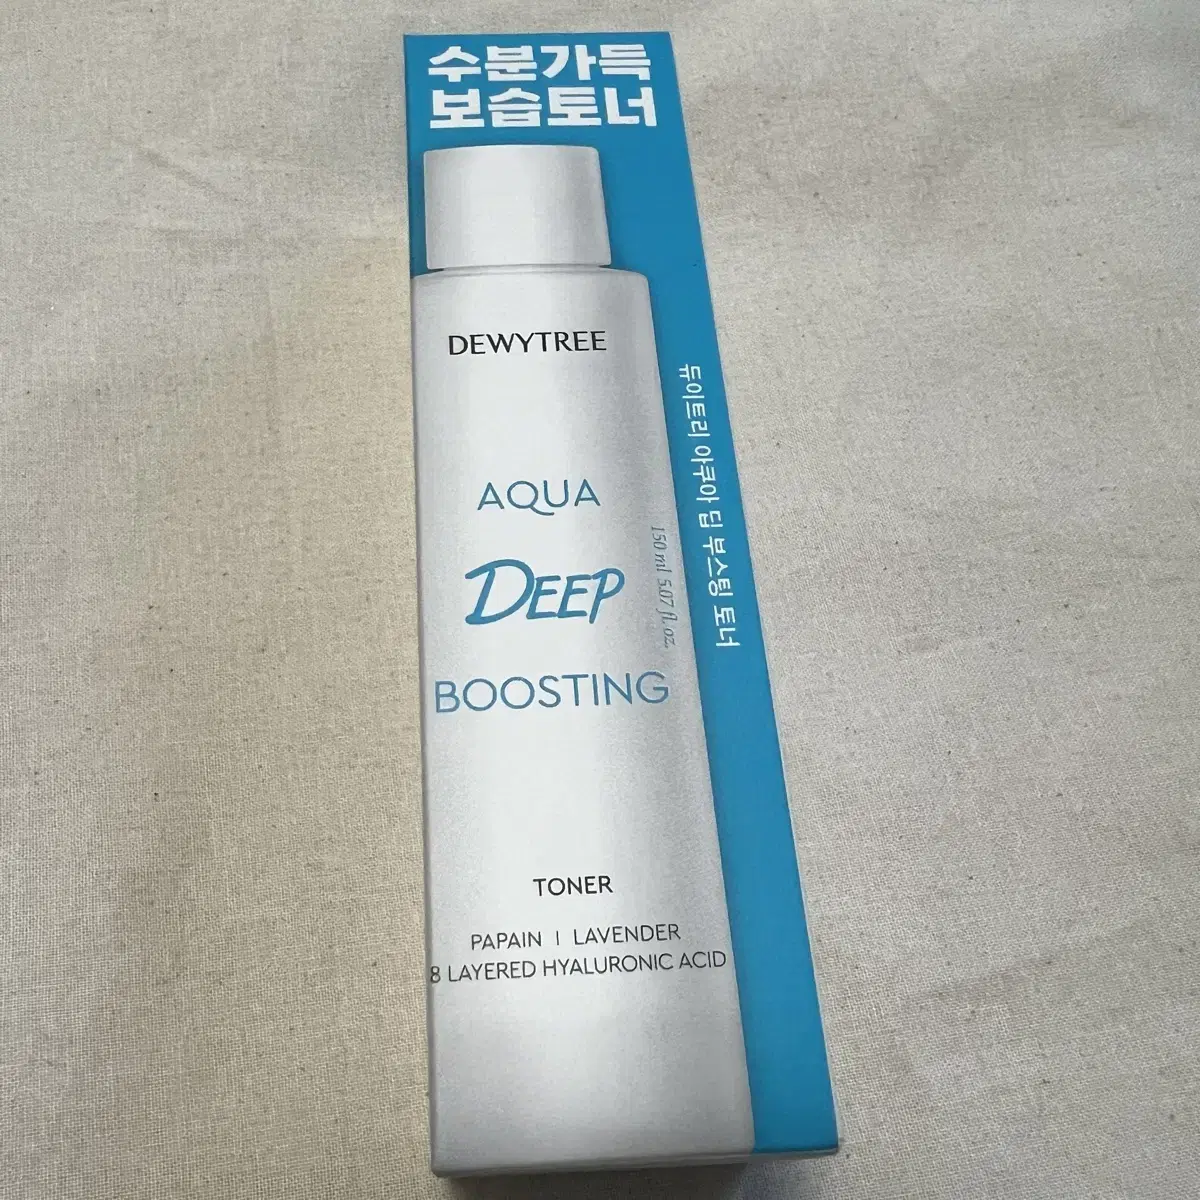 수분가득
보습토너
DEWYTREE
AQUA
DEEP
BOOSTING
150 ml 5.07 fl. oz.
듀이트리 아쿠아 딥 부스팅 토너
TONER
PAPAIN | LAVENDER
8 LAYERED HYALURONIC ACID